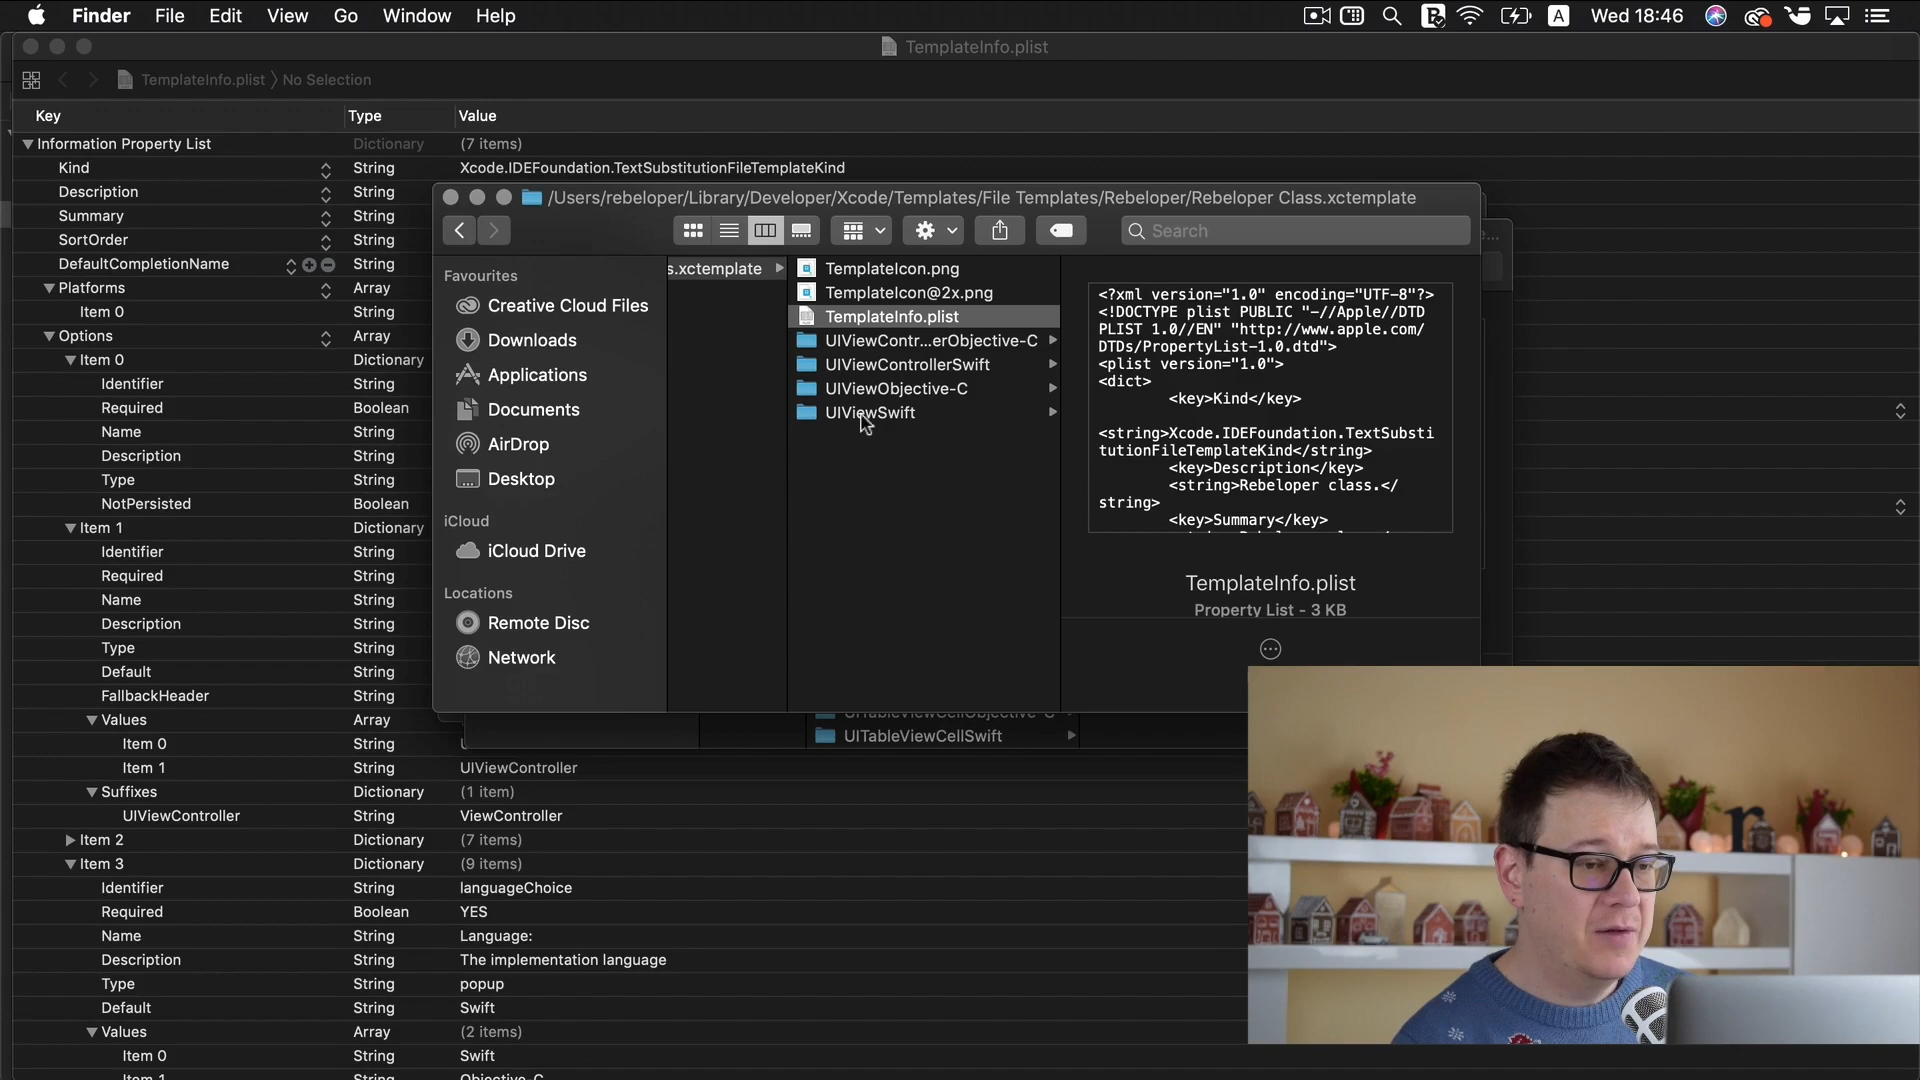 Finder File Edit View Go Window Help A Wed 18:46
TemplateInfo.plist
TemplateInfo.plist 〉No Selection
Key Type Value
Information Property List Dictionary (7 items)
Kind String Xcode.IDEFoundation.TextSubstitutionFileTemplateKind
Description String
Summary String
SortOrder String
DefaultCompletionName String
Platforms Array
Item 0 String
Options Array
Item 0 Dictionary
Identifier String
Required Boolean
Name String
Description String
Type String
NotPersisted Boolean
Item 1 Dictionary
Identifier String
Required String
Name String
Description String
Type String
Default String
FallbackHeader String
Values Array
Item 0 String
Item 1 String UIViewController
Suffixes Dictionary (1 item)
UIViewController String ViewController
Item 2 Dictionary (7 items)
Item 3 Dictionary (9 items)
Identifier String languageChoice
Required Boolean YES
Name String Language:
Description String The implementation language
Type String popup
Default String Swift
Values Array (2 items)
Item 0 String Swift
Item 1 String Objective-C
/Users/rebeloper/Library/Developer/Xcode/Templates/File Templates/Rebeloper/Rebeloper Class.xctemplate
Search
Favourites
Creative Cloud Files
Downloads
Applications
Documents
AirDrop
Desktop
iCloud
iCloud Drive
Locations
Remote Disc
Network
s.xctemplate
TemplateIcon.png
TemplateIcon@2x.png
TemplateInfo.plist
UIViewContr...erObjective-C
UIViewControllerSwift
UIViewObjective-C
UIViewSwift
<?xml version="1.0" encoding="UTF-8"?>
<!DOCTYPE plist PUBLIC "-//Apple//DTD
PLIST 1.0//EN" "http://www.apple.com/
DTDs/PropertyList-1.0.dtd">
<plist version="1.0">
<dict>
<key>Kind</key>
<string>Xcode.IDEFoundation.TextSubsti
tutionFileTemplateKind</string>
<key>Description</key>
<string>Rebeloper class.</
string>
<key>Summary</key>
TemplateInfo.plist
Property List - 3 KB
UITableViewCellObjective-C
UITableViewCellSwift